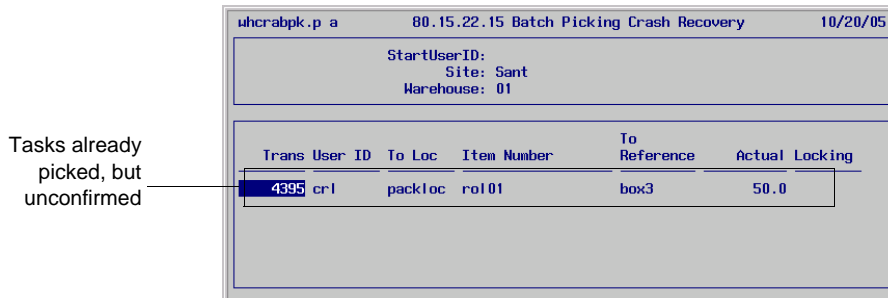 whcrabpk.p a 80.15.22.15 Batch Picking Crash Recovery 10/20/05
StartUserID:
Site: Sant
Warehouse: 01
Tasks already
picked, but
unconfirmed
To
Trans User ID To Loc Item Number Reference Actual Locking
4395 crl packloc rol01 box3 50.0